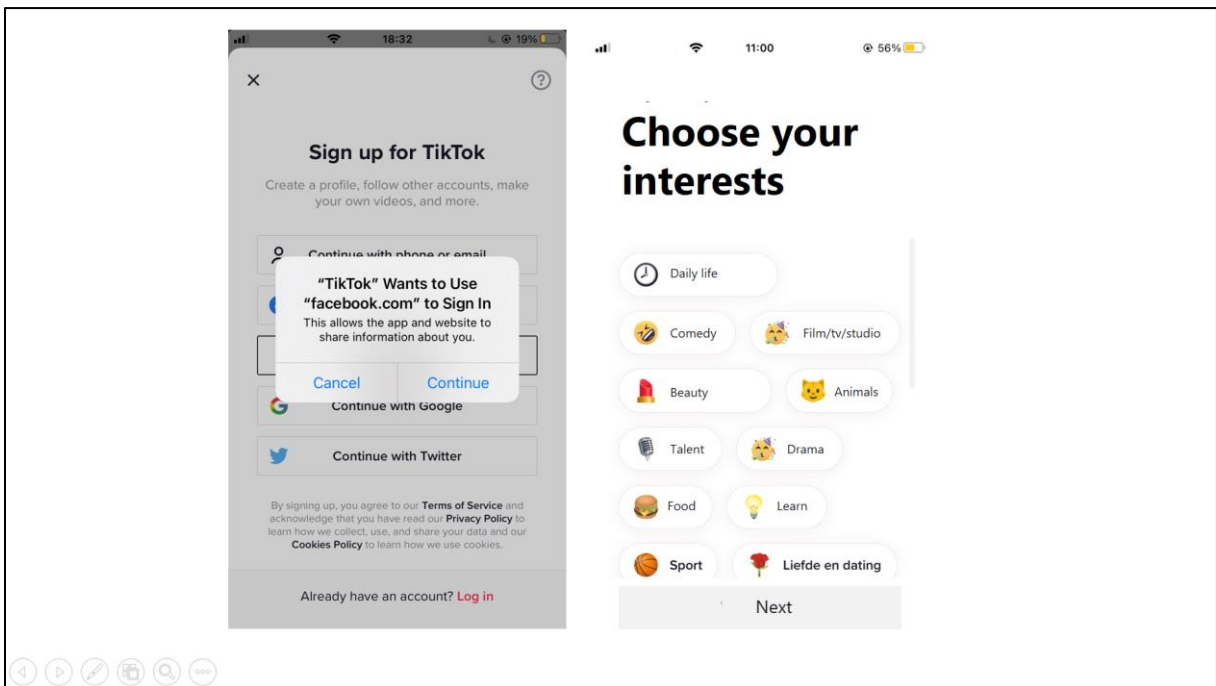 18:32
19%
Sign up for TikTok
Create a profile, follow other accounts, make
your own videos, and more.
Continue with phone or email
"TikTok" Wants to Use
"facebook.com" to Sign In
This allows the app and website to
share information about you.
Cancel Continue
Continue with Google
Continue with Twitter
By signing up, you agree to our Terms of Service and
acknowledge that you have read our Privacy Policy to
learn how we collect, use, and share your data and our
Cookies Policy to learn how we use cookies.
Already have an account? Log in
11:00
56%
Choose your
interests
Daily life
Comedy Film/tv/studio
Beauty Animals
Talent Drama
Food Learn
Sport Liefde en dating
Next